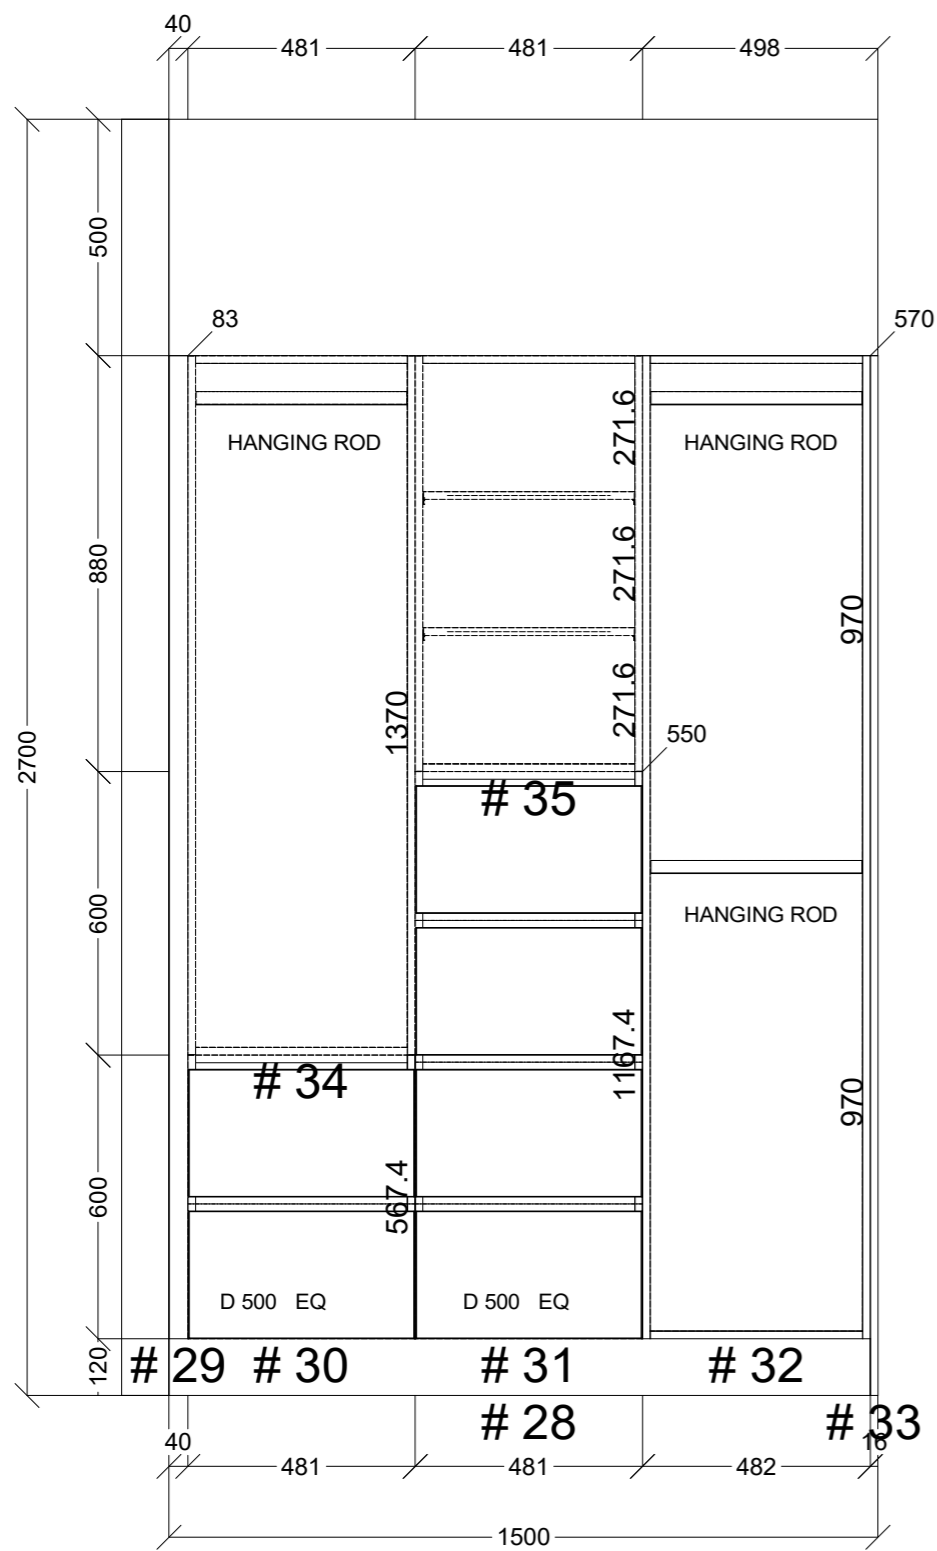 40
481 481 498
500
83 570
HANGING ROD 271.6 HANGING ROD
880 271.6 970
2700 1370 271.6 550
# 35
600 HANGING ROD
1167.4
# 34 970
600 567.4
D 500 EQ D 500 EQ
120 # 29 # 30 # 31 # 32
# 28 # 33
40 16
481 481 482
1500